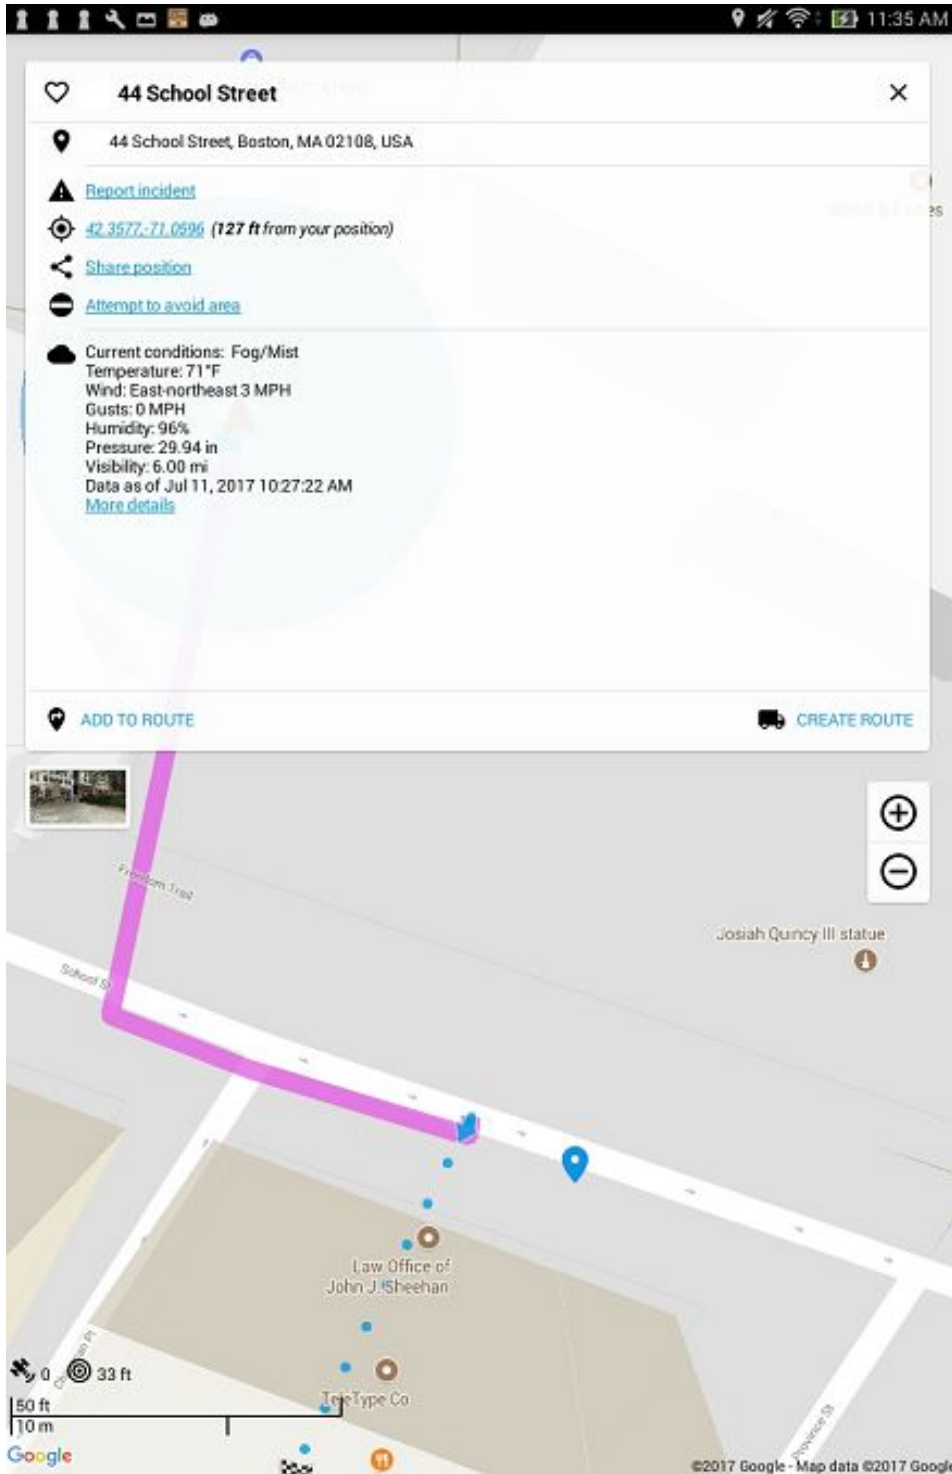 11:35 AM
44 School Street
44 School Street, Boston, MA 02108, USA
Report incident
42.3577,-71.0596 (127 ft from your position)
Share position
Attempt to avoid area
Current conditions: Fog/Mist
Temperature: 71°F
Wind: East-northeast 3 MPH
Gusts: 0 MPH
Humidity: 96%
Pressure: 29.94 in
Visibility: 6.00 mi
Data as of Jul 11, 2017 10:27:22 AM
More details
ADD TO ROUTE
CREATE ROUTE
Freedom Trail
Josiah Quincy III statue
School St
Law Office of
John J. Sheehan
0
33 ft
TeleType Co
50 ft
10 m
Province St
Google
©2017 Google - Map data ©2017 Google